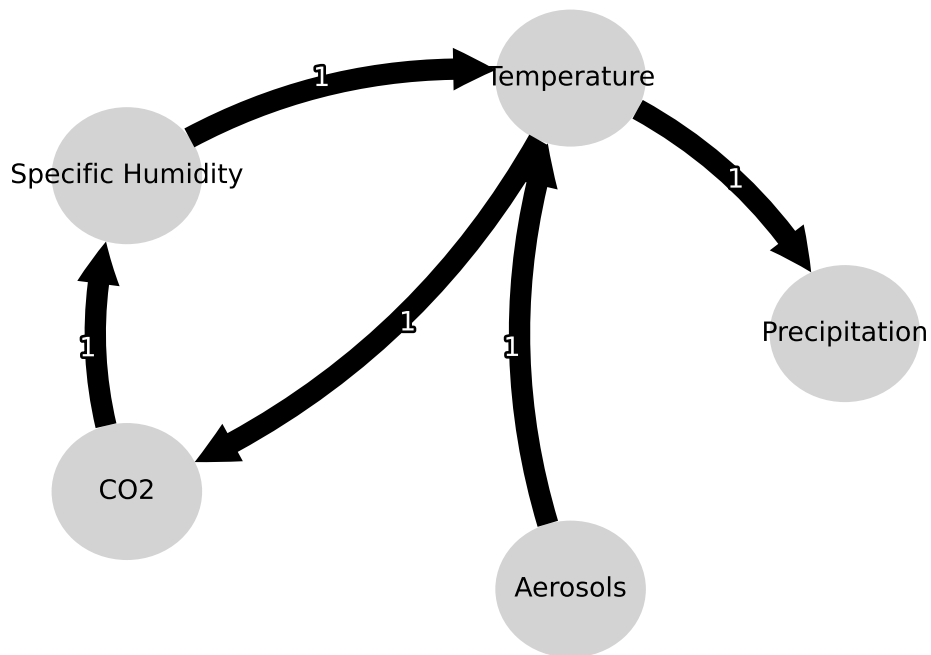 1
Temperature
Specific Humidity
1
1
Precipitation
1
1
CO2
Aerosols